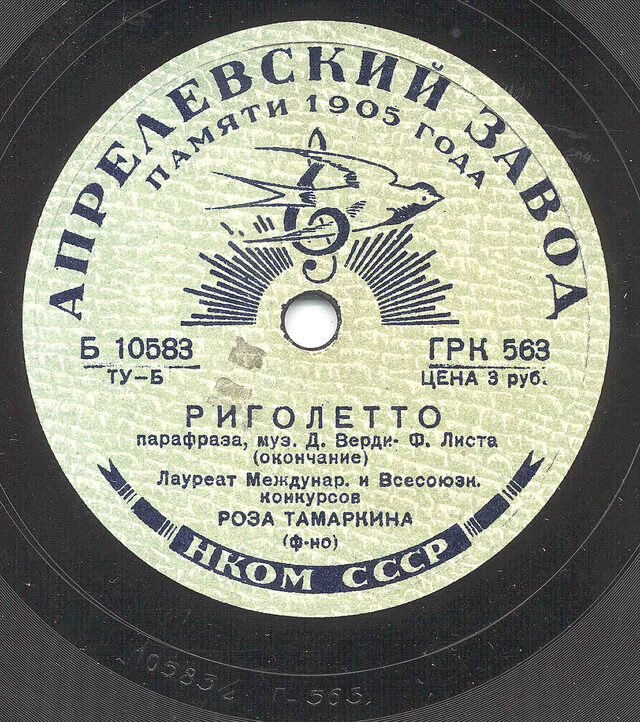 АПРЕЛЕВСКИЙ ЗАВОД
ПАМЯТИ 1905 ГОДА
Б 10583
ТУ-Б
ГРК 563
ЦЕНА 3 руб.
РИГОЛЕТТО
парафраза, муз. Д. Верди- Ф. Листа
(окончание)
Лауреат Междунар. и Всесоюзн.
конкурсов
РОЗА ТАМАРКИНА
(ф-но)
НКОМ СССР
10583/ Г-563